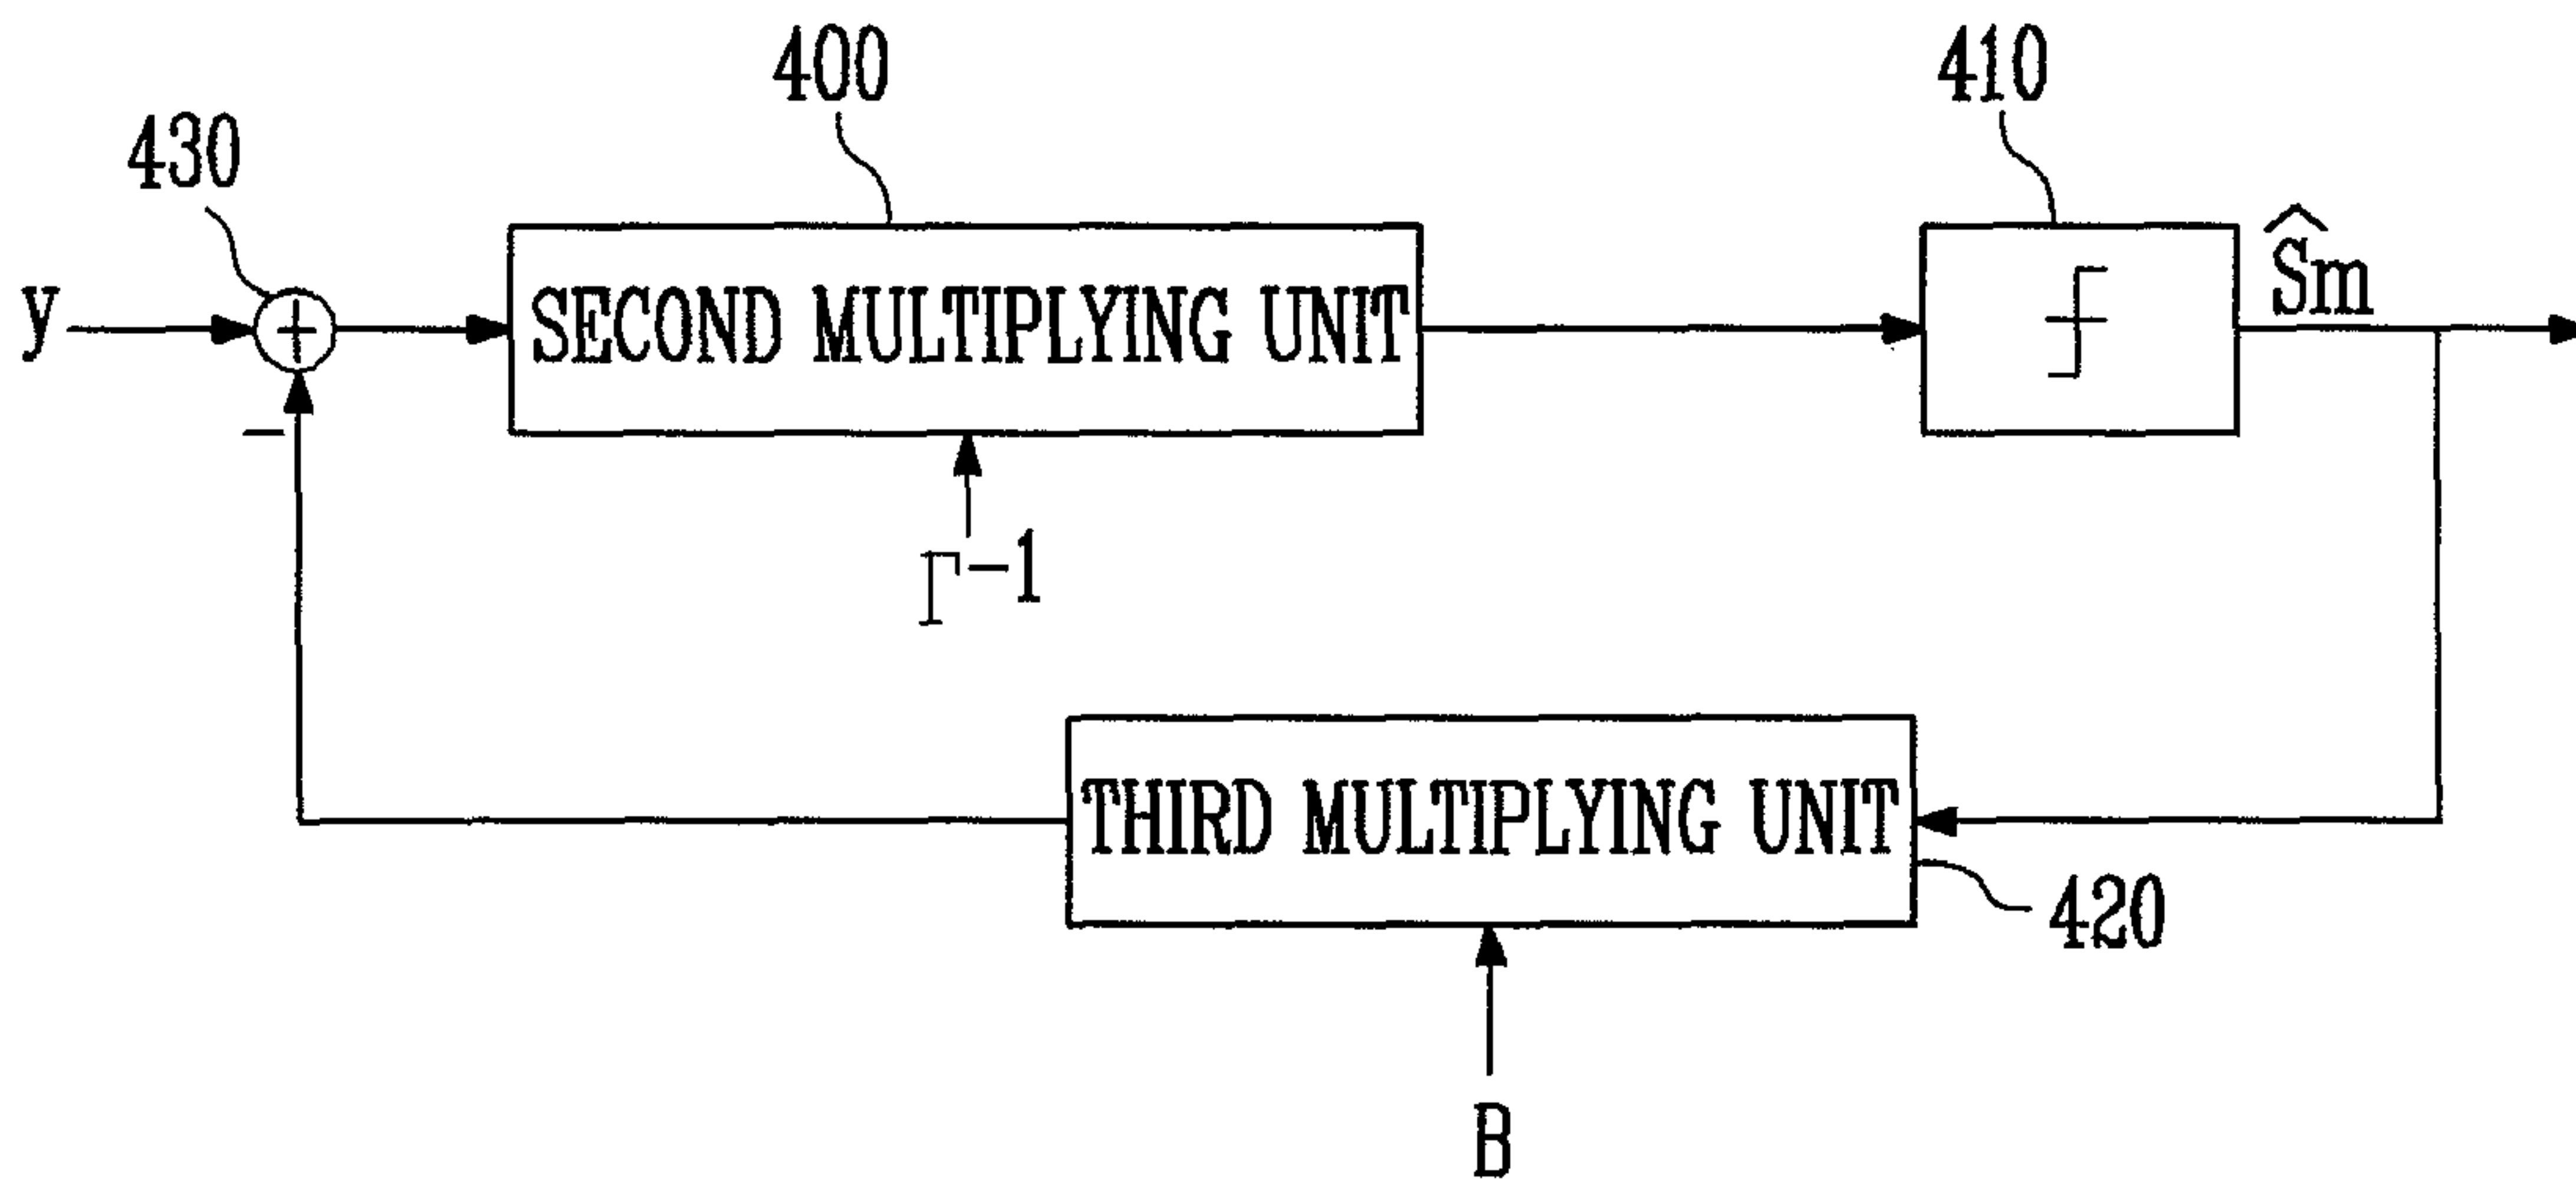 400
410
430
Ŝm
y
+
SECOND MULTIPLYING UNIT
−
Γ⁻¹
THIRD MULTIPLYING UNIT
420
B